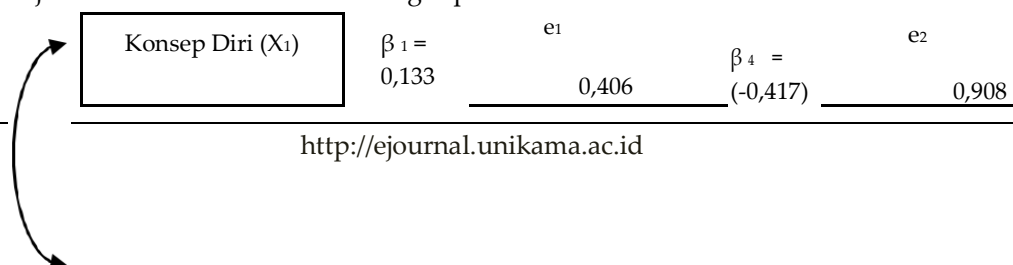 Konsep Diri (X1)
β 1 =
0,133
e1
0,406
β 4 =
(-0,417)
e2
0,908
http://ejournal.unikama.ac.id